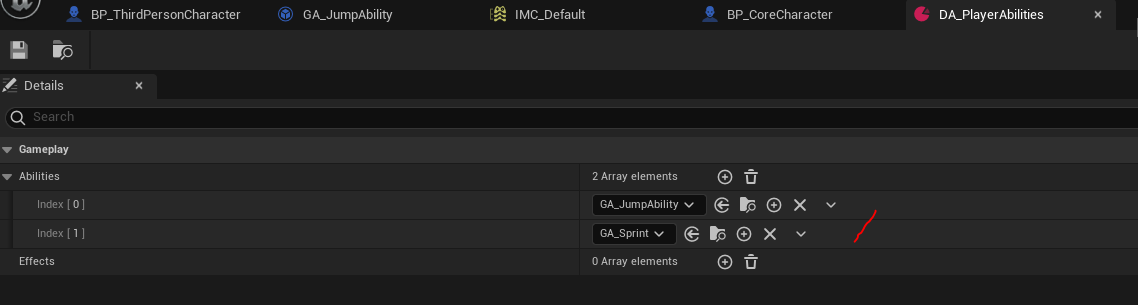 BP_ThirdPersonCharacter GA_JumpAbility IMC_Default BP_CoreCharacter DA_PlayerAbilities
Details
Search
Gameplay
Abilities 2 Array elements
Index [ 0 ] GA_JumpAbility
Index [ 1 ] GA_Sprint
Effects 0 Array elements